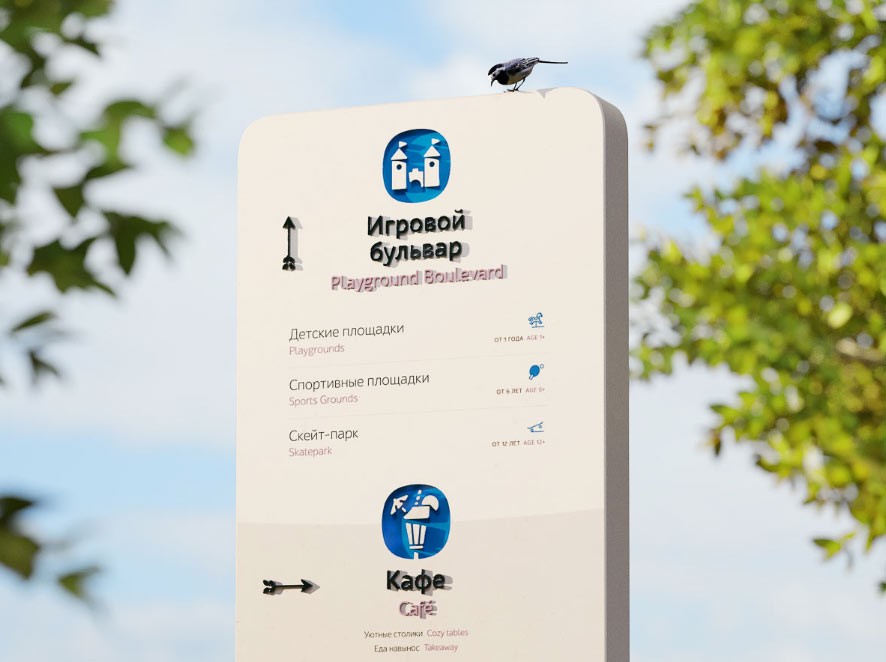 Игровой
бульвар
Playground Boulevard
Детские площадки
Playgrounds
ОТ 1 ГОДА AGE 1+
Спортивные площадки
Sports Grounds
ОТ 6 ЛЕТ AGE 6+
Скейт-парк
Skatepark
ОТ 12 ЛЕТ AGE 12+
Кафе
Café
Уютные столики Cozy tables
Еда навынос Takeaway